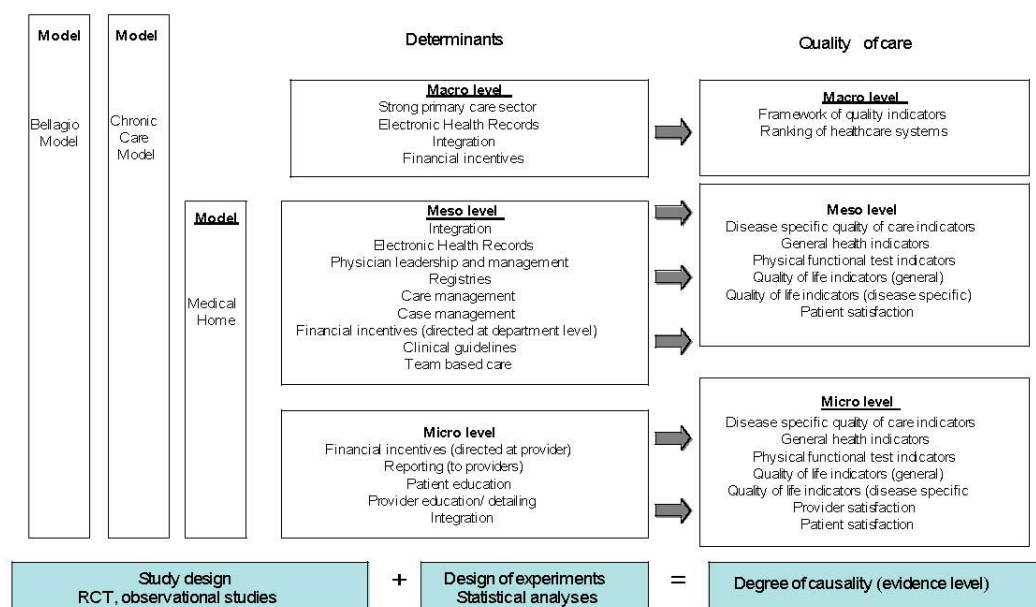 Model
Bellagio
Model
Model
Chronic
Care
Model
Model
Medical
Home
Determinants
Macro level
Strong primary care sector
Electronic Health Records
Integration
Financial incentives
Meso level
Integration
Electronic Health Records
Physician leadership and management
Registries
Care management
Case management
Financial incentives (directed at department level)
Clinical guidelines
Team based care
Micro level
Financial incentives (directed at provider)
Reporting (to providers)
Patient education
Provider education/ detailing
Integration
Quality of care
Macro level
Framework of quality indicators
Ranking of healthcare systems
Meso level
Disease specific quality of care indicators
General health indicators
Physical functional test indicators
Quality of life indicators (general)
Quality of life indicators (disease specific)
Patient satisfaction
Micro level
Disease specific quality of care indicators
General health indicators
Physical functional test indicators
Quality of life indicators (general)
Quality of life indicators (disease specific
Provider satisfaction
Patient satisfaction
Study design
RCT, observational studies
+
Design of experiments
Statistical analyses
=
Degree of causality (evidence level)